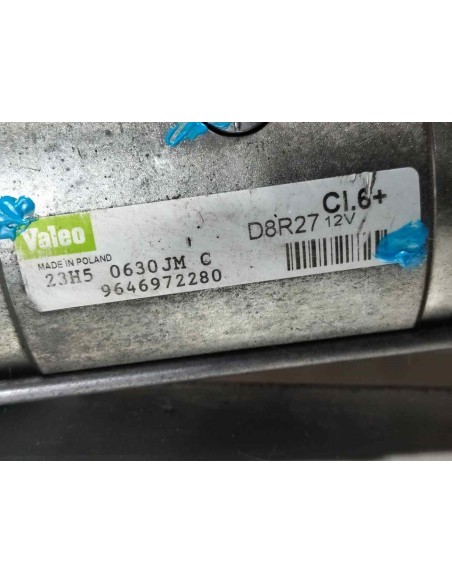 Valeo
MADE IN POLAND
23H5 0630JM C
9646972280
Cl.6+
D8R27 12V